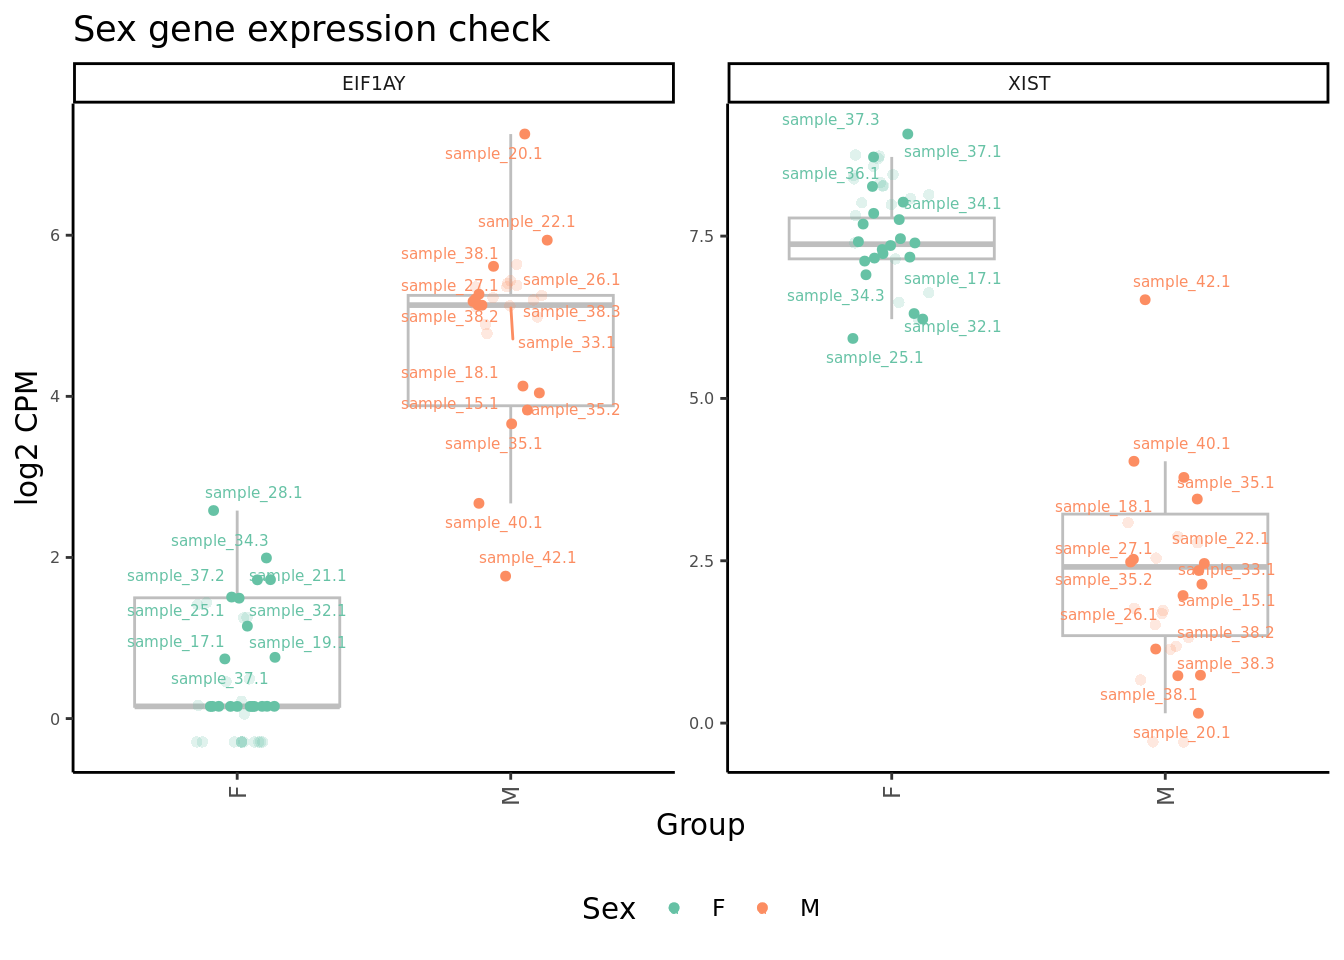 Sex gene expression check
EIF1AY
XIST
log2 CPM
6
4
2
0
sample_20.1
sample_22.1
sample_38.1
sample_26.1
sample_27.1
sample_38.3
sample_38.2
sample_33.1
sample_18.1
sample_15.1
sample_35.2
sample_35.1
sample_28.1
sample_40.1
sample_34.3
sample_42.1
sample_37.2
sample_21.1
sample_25.1
sample_32.1
sample_17.1
sample_19.1
sample_37.1
F
M
7.5
5.0
2.5
0.0
sample_37.3
sample_37.1
sample_36.1
sample_34.1
sample_17.1
sample_42.1
sample_34.3
sample_32.1
sample_25.1
sample_40.1
sample_35.1
sample_18.1
sample_22.1
sample_27.1
sample_33.1
sample_35.2
sample_15.1
sample_26.1
sample_38.2
sample_38.3
sample_38.1
sample_20.1
F
M
Group
Sex
F
M